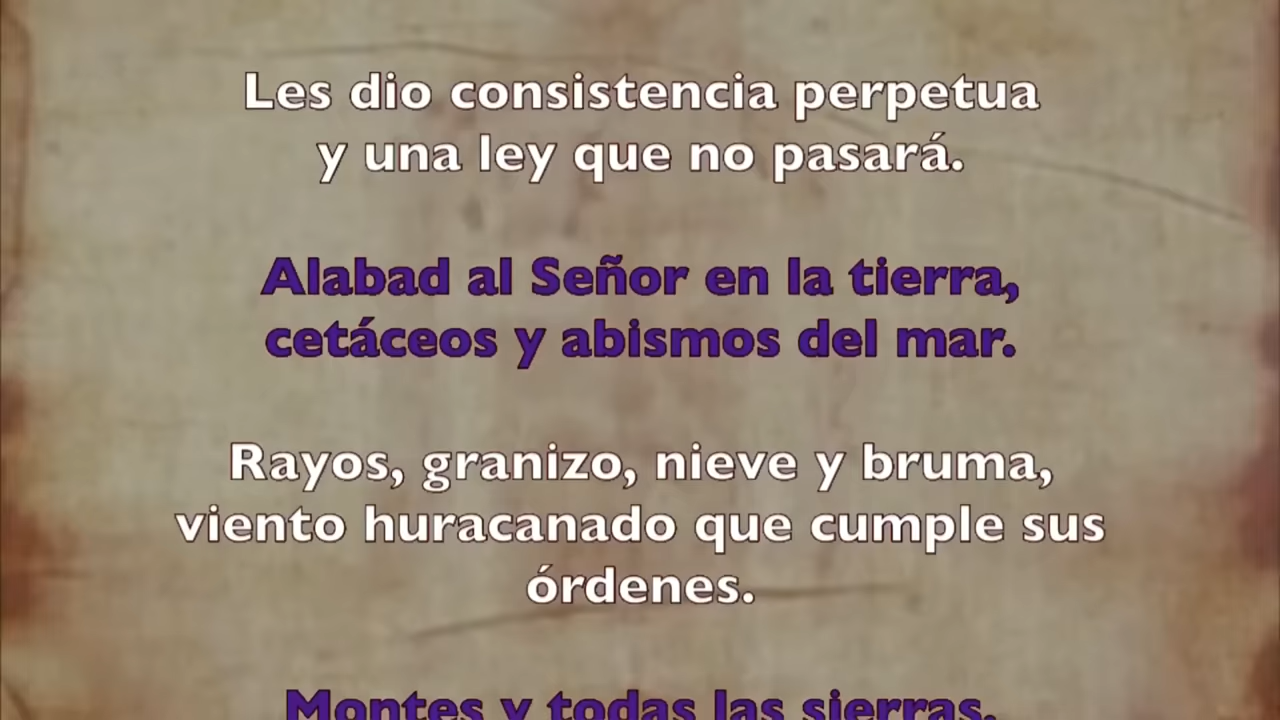 Les dio consistencia perpetua
y una ley que no pasará.
Alabad al Señor en la tierra,
cetáceos y abismos del mar.
Rayos, granizo, nieve y bruma,
viento huracanado que cumple sus
órdenes.
Montes y todas las sierras,